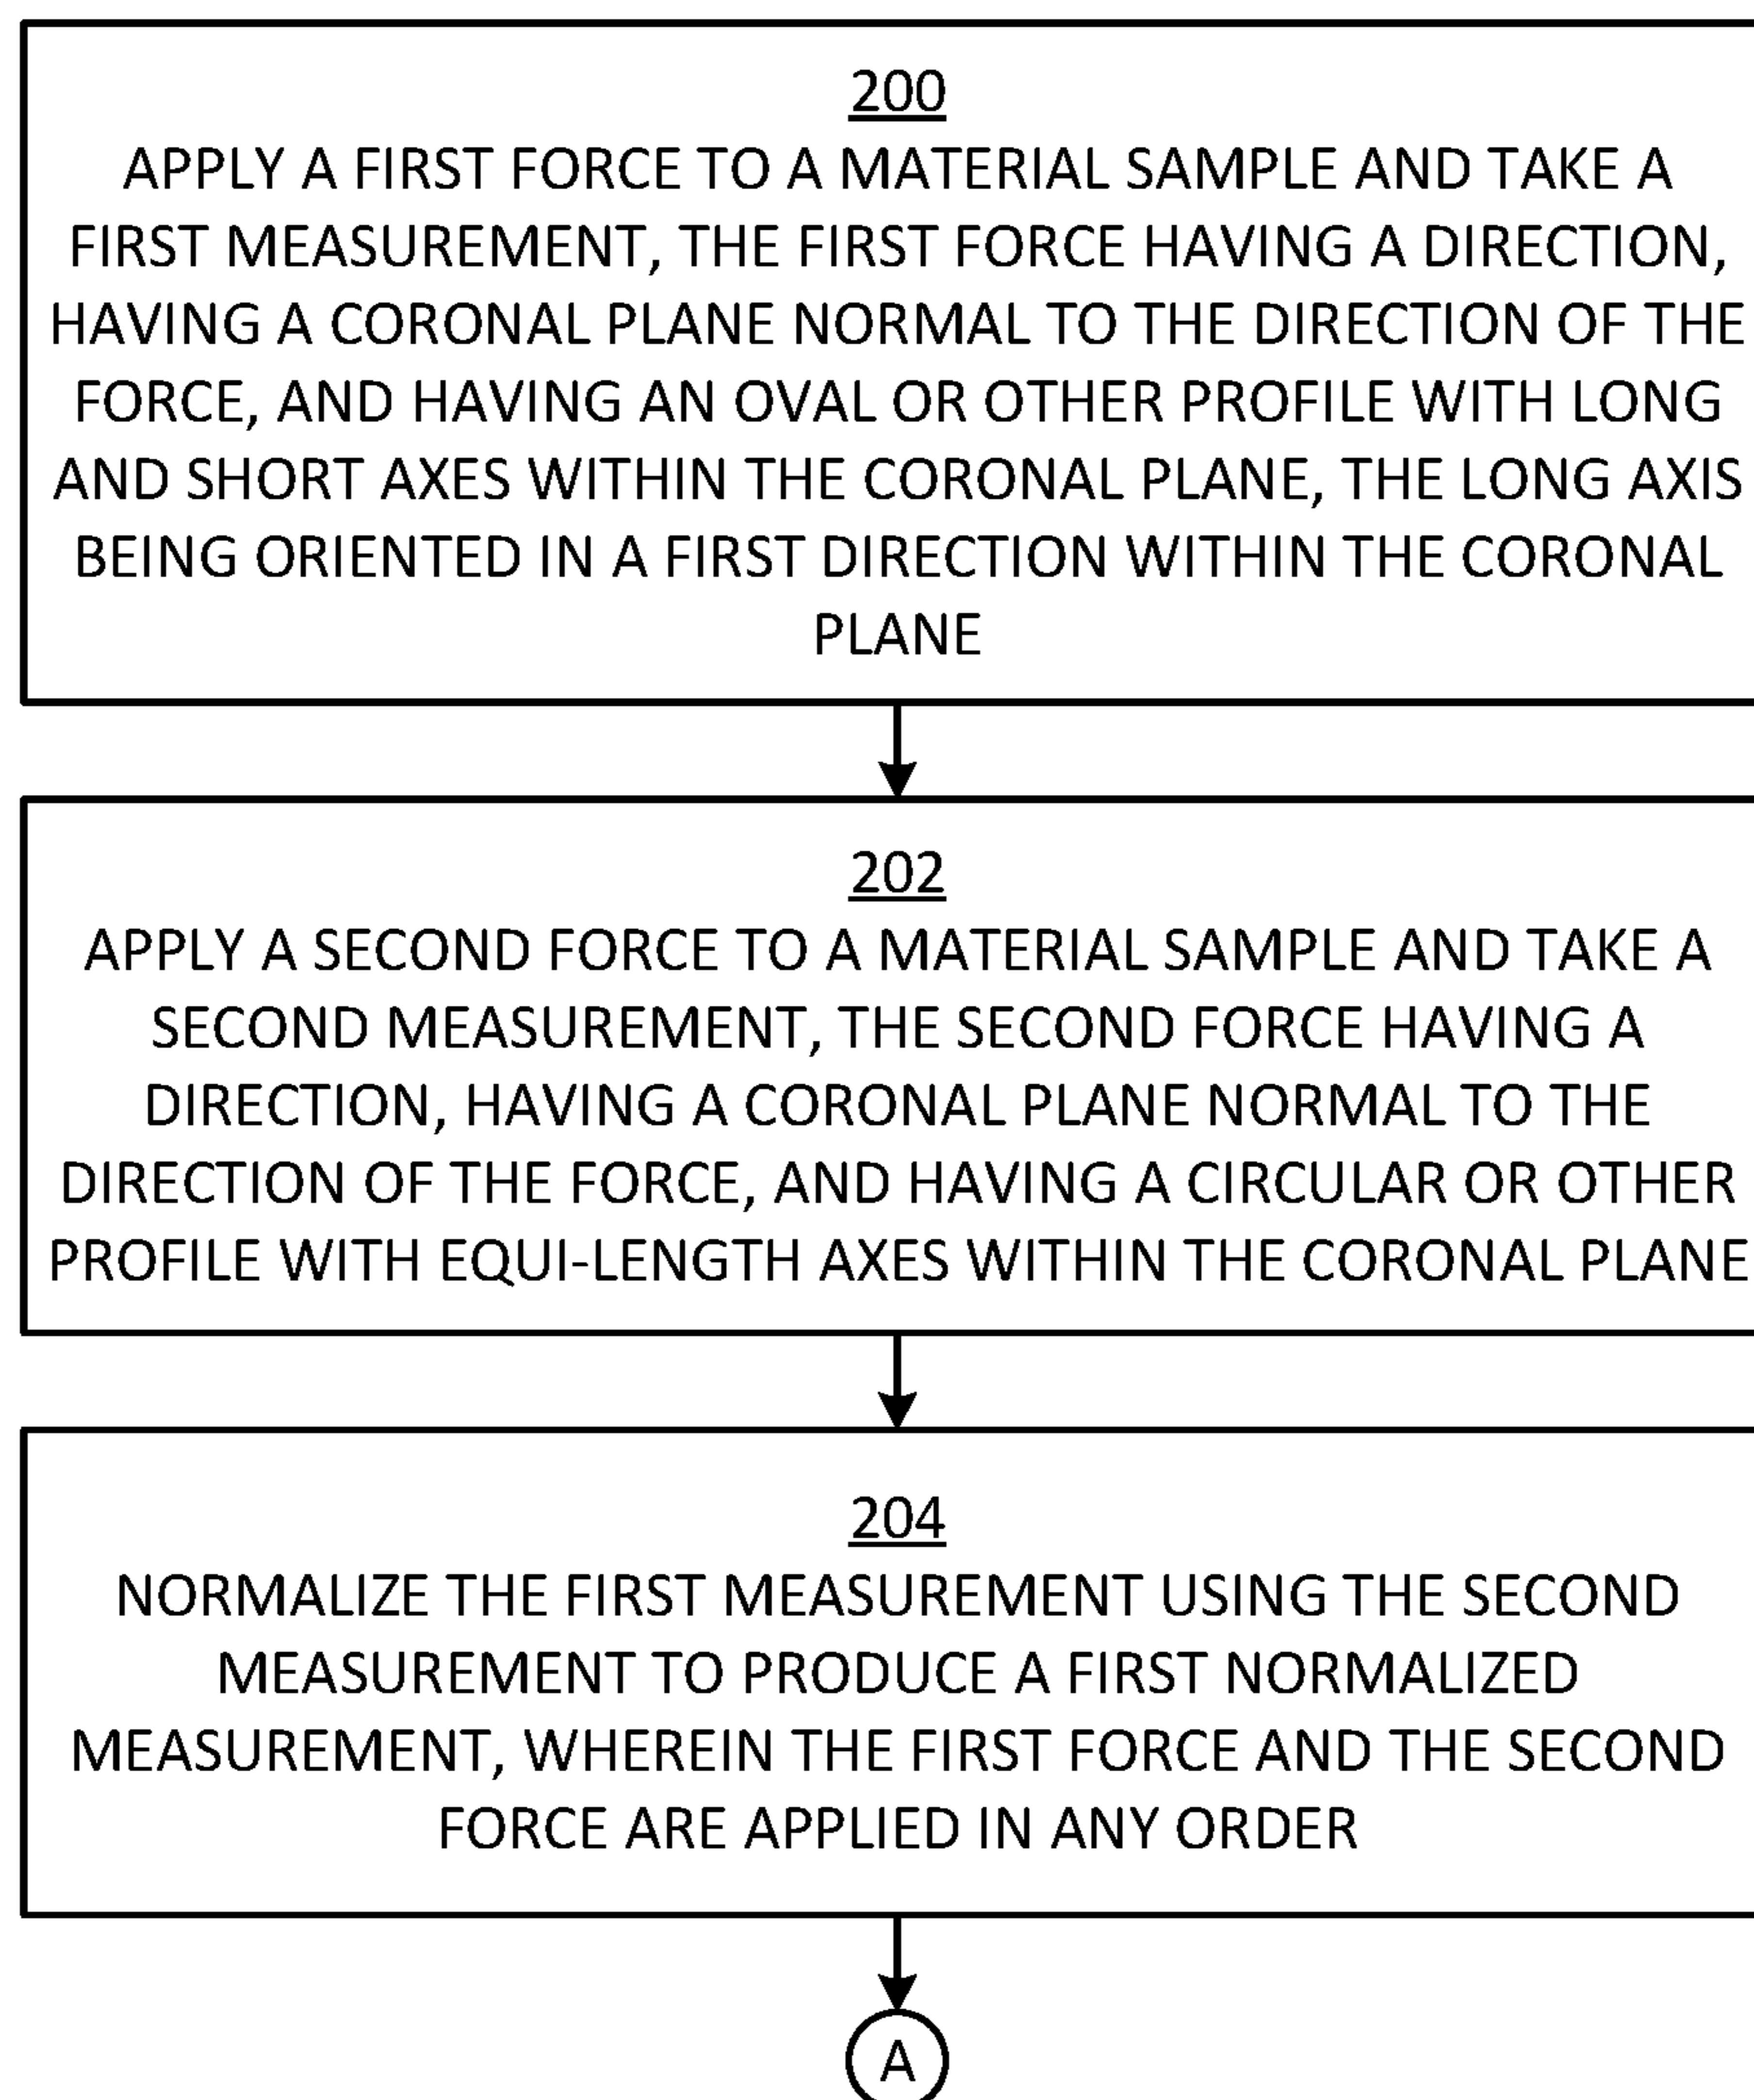 200
APPLY A FIRST FORCE TO A MATERIAL SAMPLE AND TAKE A
FIRST MEASUREMENT, THE FIRST FORCE HAVING A DIRECTION,
HAVING A CORONAL PLANE NORMAL TO THE DIRECTION OF THE
FORCE, AND HAVING AN OVAL OR OTHER PROFILE WITH LONG
AND SHORT AXES WITHIN THE CORONAL PLANE, THE LONG AXIS
BEING ORIENTED IN A FIRST DIRECTION WITHIN THE CORONAL
PLANE
202
APPLY A SECOND FORCE TO A MATERIAL SAMPLE AND TAKE A
SECOND MEASUREMENT, THE SECOND FORCE HAVING A
DIRECTION, HAVING A CORONAL PLANE NORMAL TO THE
DIRECTION OF THE FORCE, AND HAVING A CIRCULAR OR OTHER
PROFILE WITH EQUI-LENGTH AXES WITHIN THE CORONAL PLANE
204
NORMALIZE THE FIRST MEASUREMENT USING THE SECOND
MEASUREMENT TO PRODUCE A FIRST NORMALIZED
MEASUREMENT, WHEREIN THE FIRST FORCE AND THE SECOND
FORCE ARE APPLIED IN ANY ORDER
A